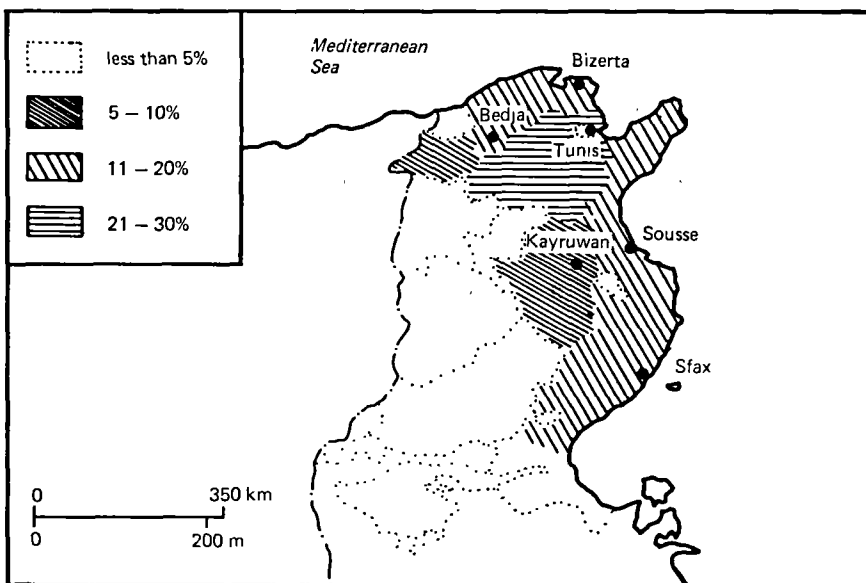 less than 5%
5 – 10%
11 – 20%
21 – 30%
Mediterranean
Sea
Bizerta
Bedja
Tunis
Kayruwan
Sousse
Sfax
0 350 km
0 200 m